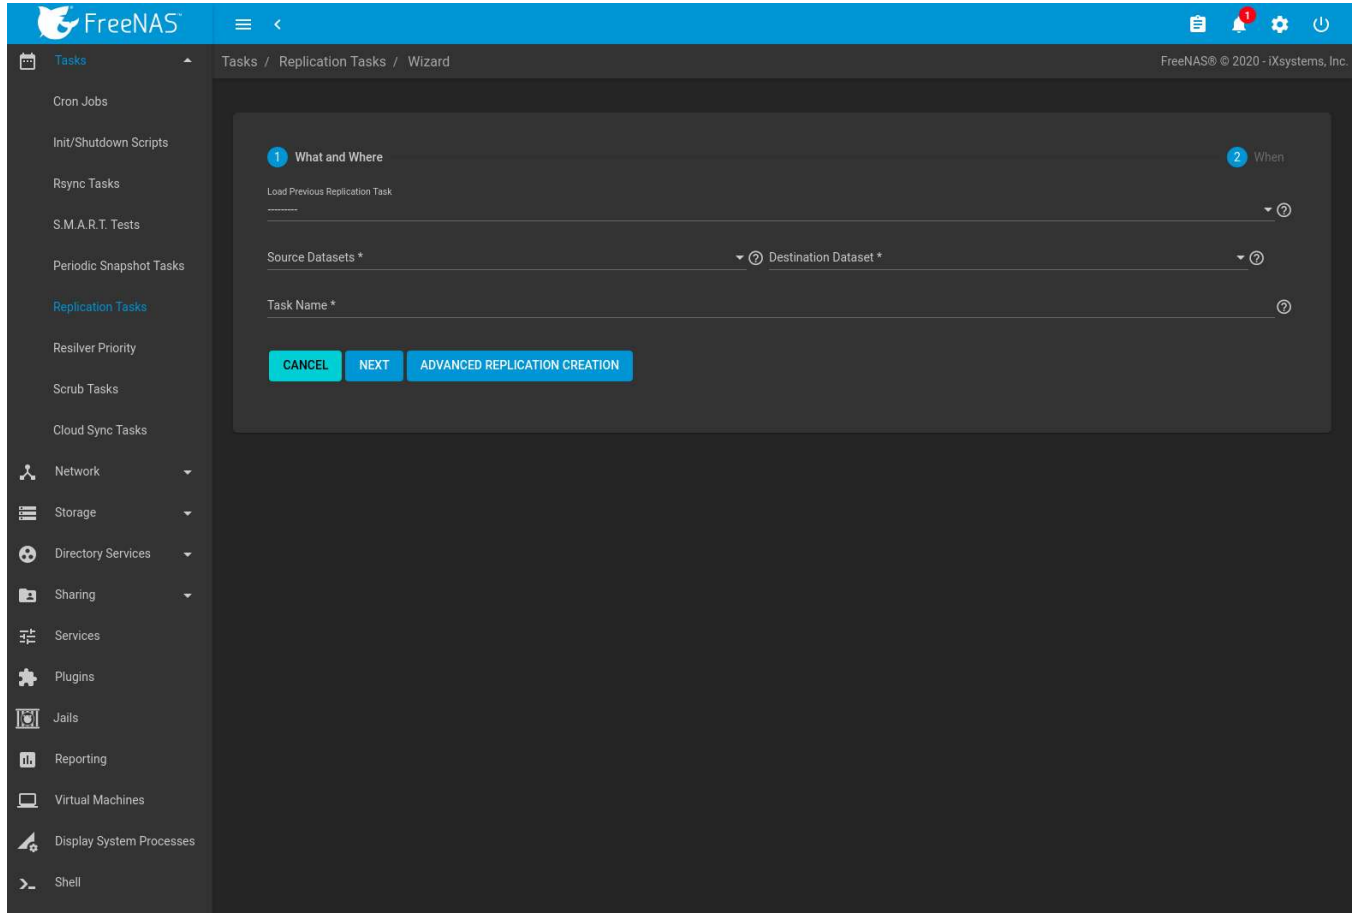 FreeNAS™
1
Tasks
Tasks / Replication Tasks / Wizard
FreeNAS® © 2020 - iXsystems, Inc.
Cron Jobs
Init/Shutdown Scripts
Rsync Tasks
S.M.A.R.T. Tests
Periodic Snapshot Tasks
Replication Tasks
Resilver Priority
Scrub Tasks
Cloud Sync Tasks
Network
Storage
Directory Services
Sharing
Services
Plugins
Jails
Reporting
Virtual Machines
Display System Processes
Shell
1 What and Where
2 When
Load Previous Replication Task
---------
Source Datasets *
Destination Dataset *
Task Name *
CANCEL
NEXT
ADVANCED REPLICATION CREATION